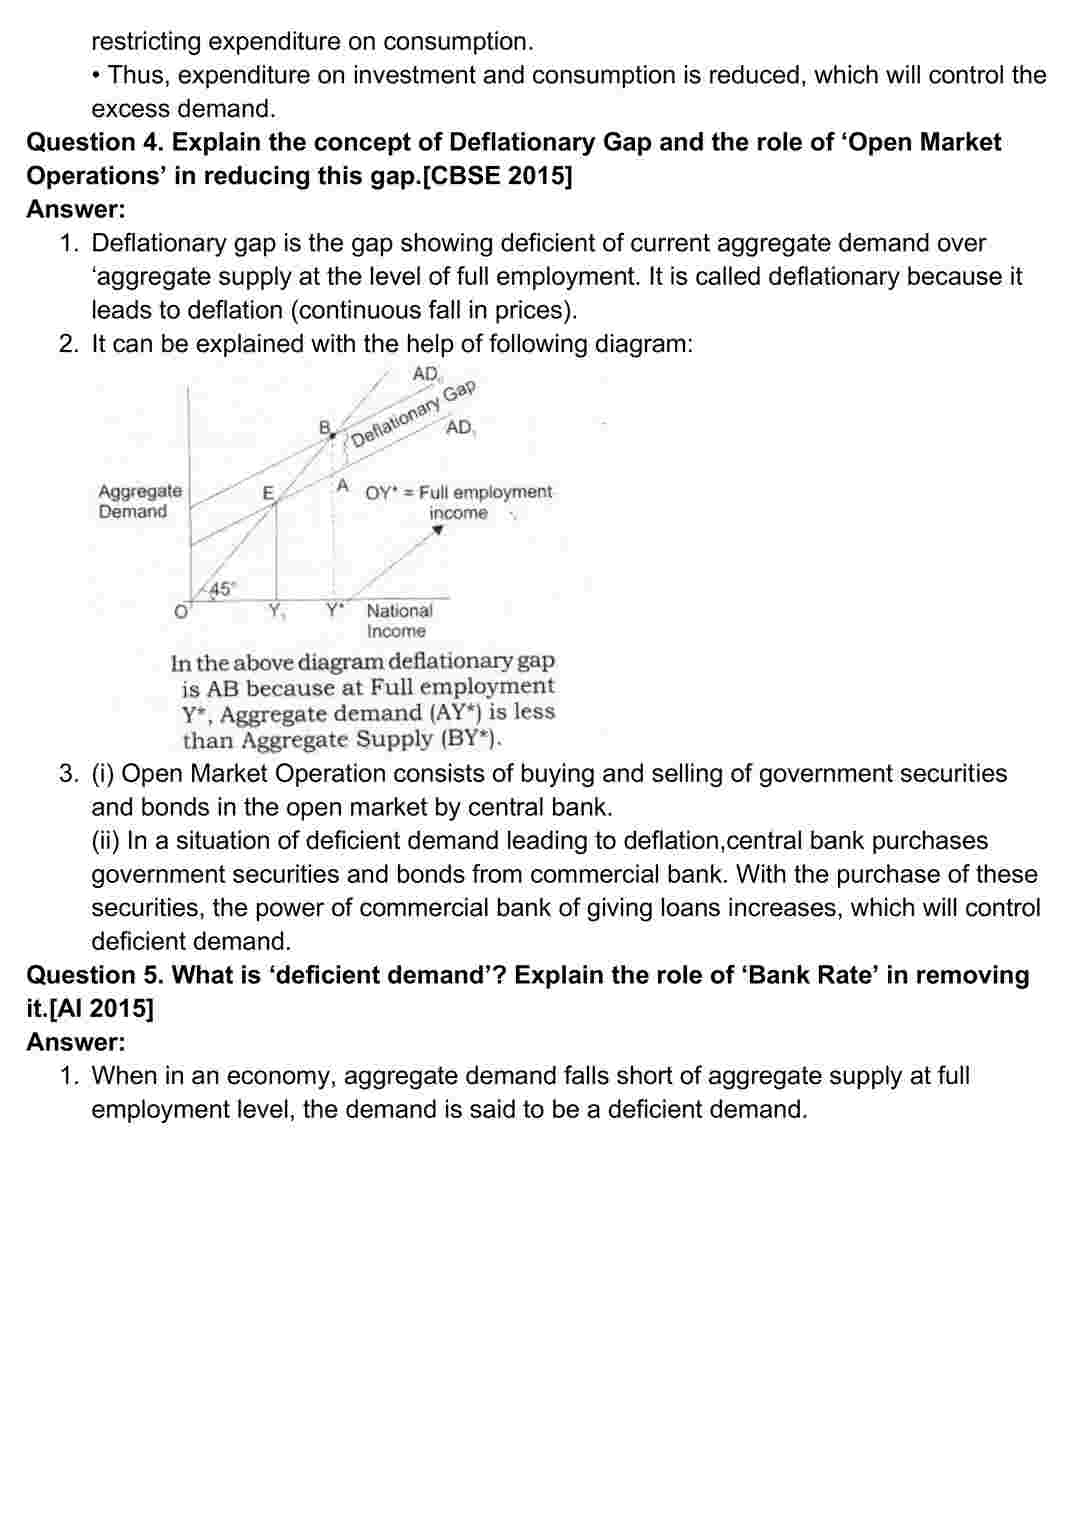 restricting expenditure on consumption.
• Thus, expenditure on investment and consumption is reduced, which will control the
excess demand.
Question 4. Explain the concept of Deflationary Gap and the role of ‘Open Market
Operations’ in reducing this gap.[CBSE 2015]
Answer:
1. Deflationary gap is the gap showing deficient of current aggregate demand over
‘aggregate supply at the level of full employment. It is called deflationary because it
leads to deflation (continuous fall in prices).
2. It can be explained with the help of following diagram:
AD₀
Deflationary Gap
B
AD₁
Aggregate
Demand
E
A
OY* = Full employment
income
45°
O
Y₁
Y*
National
Income
In the above diagram deflationary gap
is AB because at Full employment
Y*, Aggregate demand (AY*) is less
than Aggregate Supply (BY*).
3. (i) Open Market Operation consists of buying and selling of government securities
and bonds in the open market by central bank.
(ii) In a situation of deficient demand leading to deflation,central bank purchases
government securities and bonds from commercial bank. With the purchase of these
securities, the power of commercial bank of giving loans increases, which will control
deficient demand.
Question 5. What is ‘deficient demand’? Explain the role of ‘Bank Rate’ in removing
it.[AI 2015]
Answer:
1. When in an economy, aggregate demand falls short of aggregate supply at full
employment level, the demand is said to be a deficient demand.